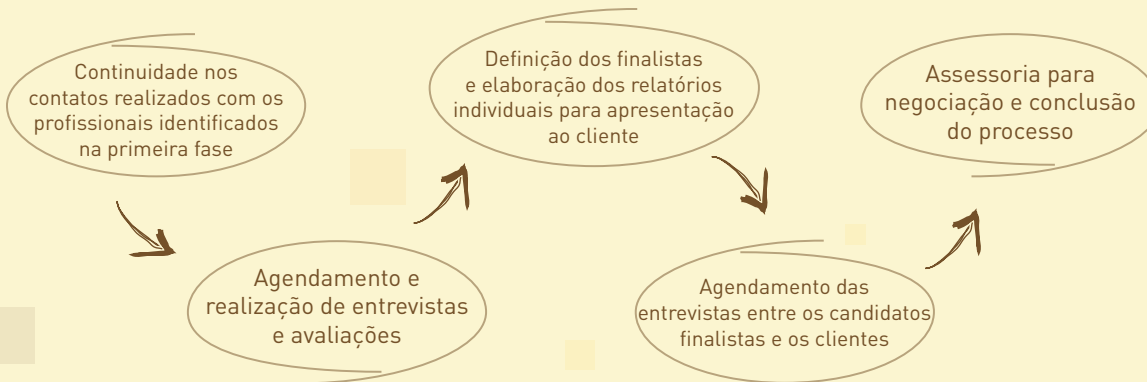 Continuidade nos
contatos realizados com os
profissionais identificados
na primeira fase
Agendamento e
realização de entrevistas
e avaliações
Definição dos finalistas
e elaboração dos relatórios
individuais para apresentação
ao cliente
Agendamento das
entrevistas entre os candidatos
finalistas e os clientes
Assessoria para
negociação e conclusão
do processo